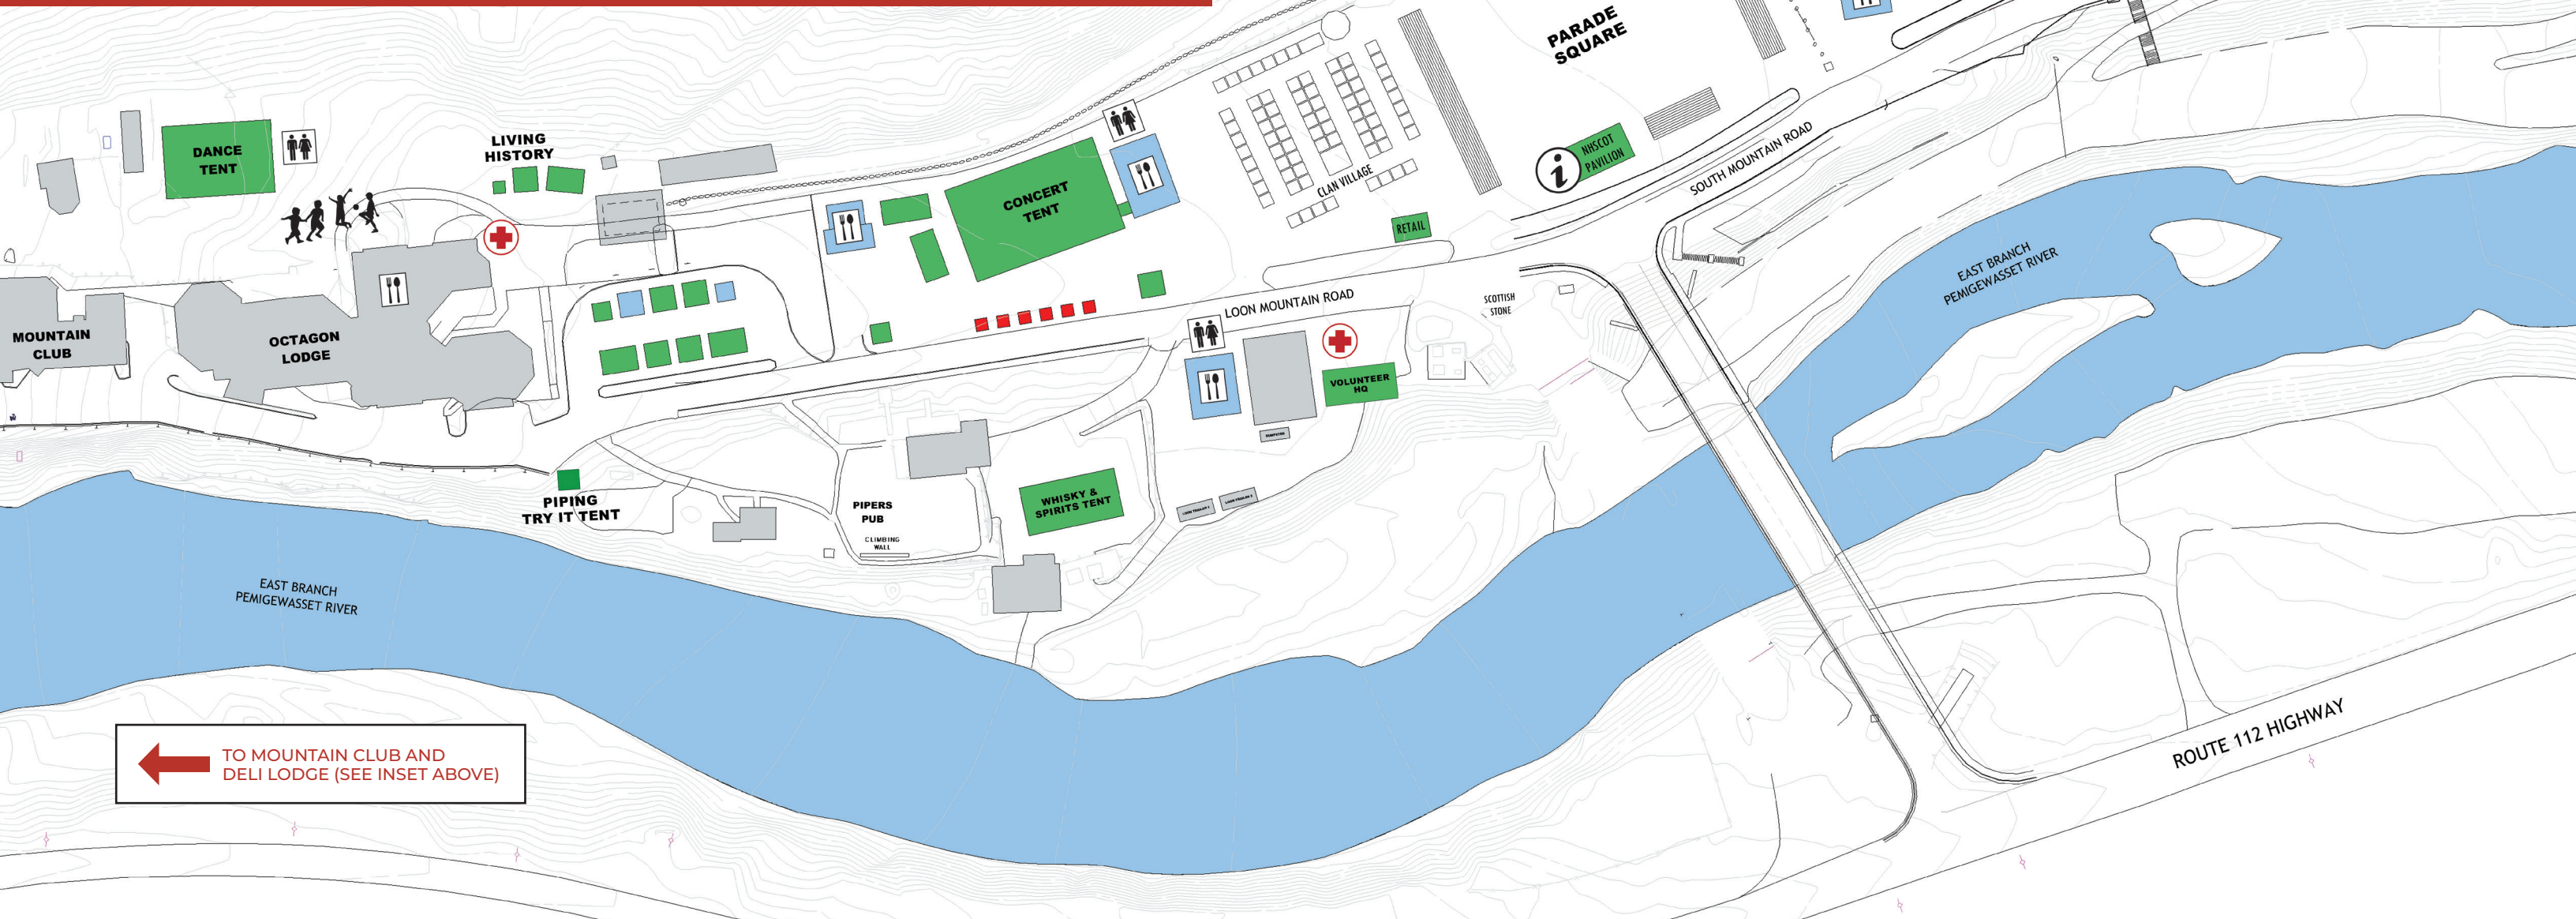 PARADE
SQUARE
DANCE
TENT
LIVING
HISTORY
CONCERT
TENT
CLAN VILLAGE
NHSCOT
PAVILION
i
SOUTH MOUNTAIN ROAD
RETAIL
EAST BRANCH
PEMIGEWASSET RIVER
MOUNTAIN
CLUB
OCTAGON
LODGE
LOON MOUNTAIN ROAD
SCOTTISH
STONE
VOLUNTEER
HQ
PIPING
TRY IT TENT
PIPERS
PUB
CLIMBING
WALL
WHISKY &
SPIRITS TENT
EAST BRANCH
PEMIGEWASSET RIVER
TO MOUNTAIN CLUB AND
DELI LODGE (SEE INSET ABOVE)
ROUTE 112 HIGHWAY